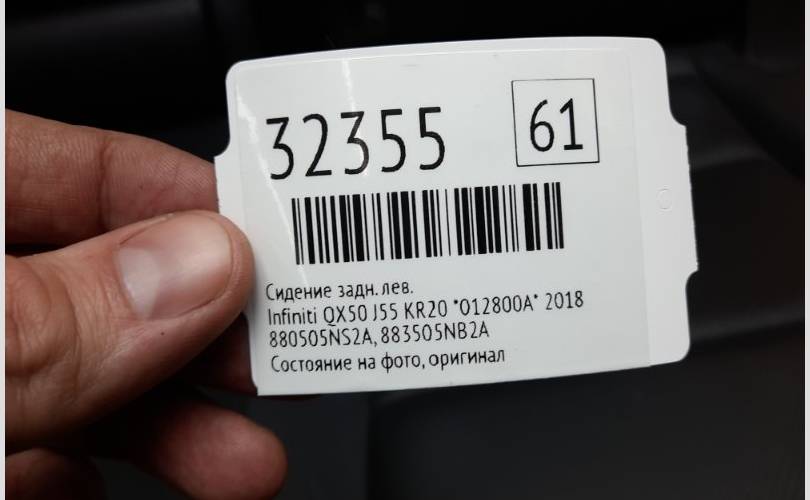 32355
61
Сидение задн. лев.
Infiniti QX50 J55 KR20 *012800A* 2018
880505NS2A, 883505NB2A
Состояние на фото, оригинал